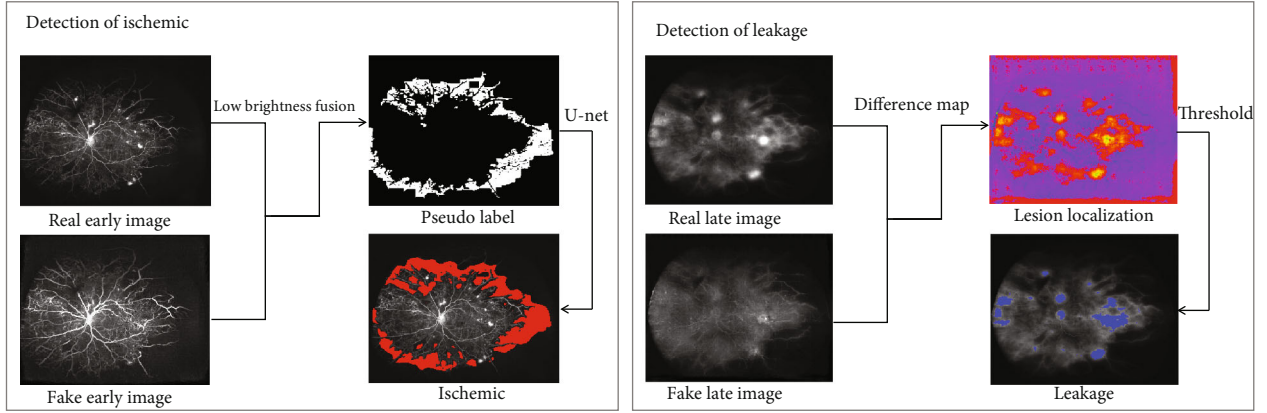 Detection of ischemic
Low brightness fusion
U-net
Real early image
Pseudo label
Fake early image
Ischemic
Detection of leakage
Difference map
Threshold
Real late image
Lesion localization
Fake late image
Leakage